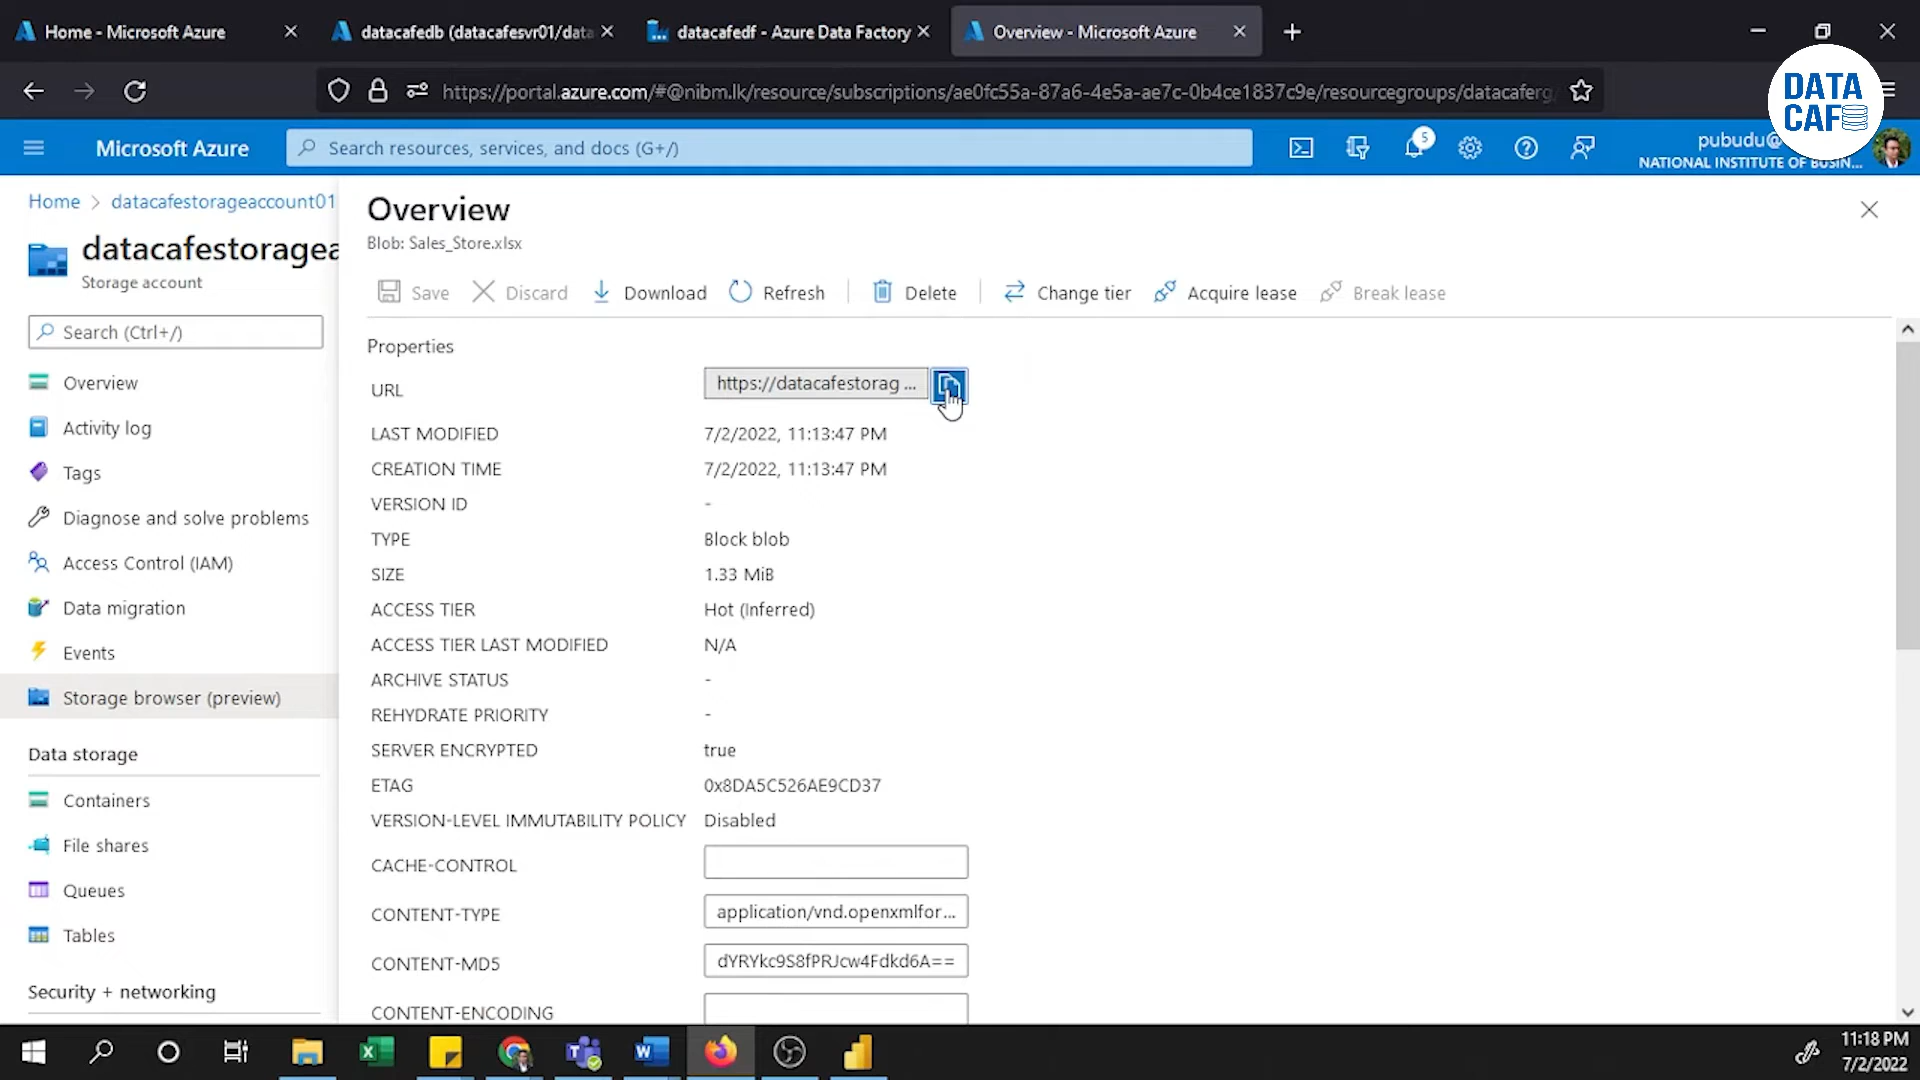 Home - Microsoft Azure
datacafedb (datacafesvr01/data
datacafedf - Azure Data Factory
Overview - Microsoft Azure
https://portal.azure.com/#@nibm.lk/resource/subscriptions/ae0fc55a-87a6-4e5a-ae7c-0b4ce1837c9e/resourcegroups/datacaferg
DATA
CAF
Microsoft Azure
Search resources, services, and docs (G+/)
5
pubudu@
NATIONAL INSTITUTE OF BUSIN...
Home > datacafestorageaccount01
datacafestoragea
Storage account
Search (Ctrl+/)
Overview
Activity log
Tags
Diagnose and solve problems
Access Control (IAM)
Data migration
Events
Storage browser (preview)
Data storage
Containers
File shares
Queues
Tables
Security + networking
Overview
Blob: Sales_Store.xlsx
Save
Discard
Download
Refresh
Delete
Change tier
Acquire lease
Break lease
Properties
URL https://datacafestorag ...
LAST MODIFIED 7/2/2022, 11:13:47 PM
CREATION TIME 7/2/2022, 11:13:47 PM
VERSION ID -
TYPE Block blob
SIZE 1.33 MiB
ACCESS TIER Hot (Inferred)
ACCESS TIER LAST MODIFIED N/A
ARCHIVE STATUS -
REHYDRATE PRIORITY -
SERVER ENCRYPTED true
ETAG 0x8DA5C526AE9CD37
VERSION-LEVEL IMMUTABILITY POLICY Disabled
CACHE-CONTROL
CONTENT-TYPE application/vnd.openxmlfor...
CONTENT-MD5 dYRYkc9S8fPRJcw4Fdkd6A==
CONTENT-ENCODING
11:18 PM
7/2/2022